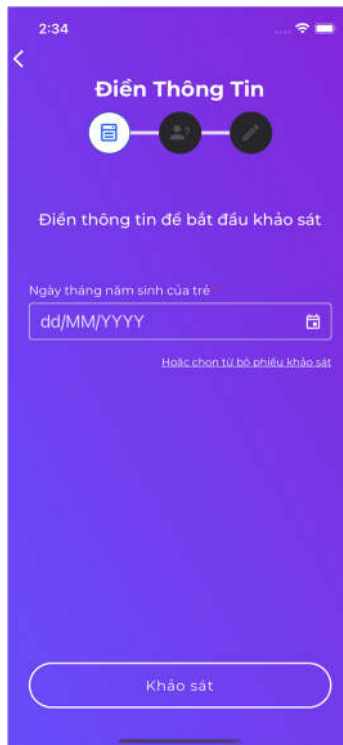 2:34
Điền Thông Tin
Điền thông tin để bắt đầu khảo sát
Ngày tháng năm sinh của trẻ*
dd/MM/YYYY
Hoặc chọn từ bộ phiếu khảo sát
Khảo sát